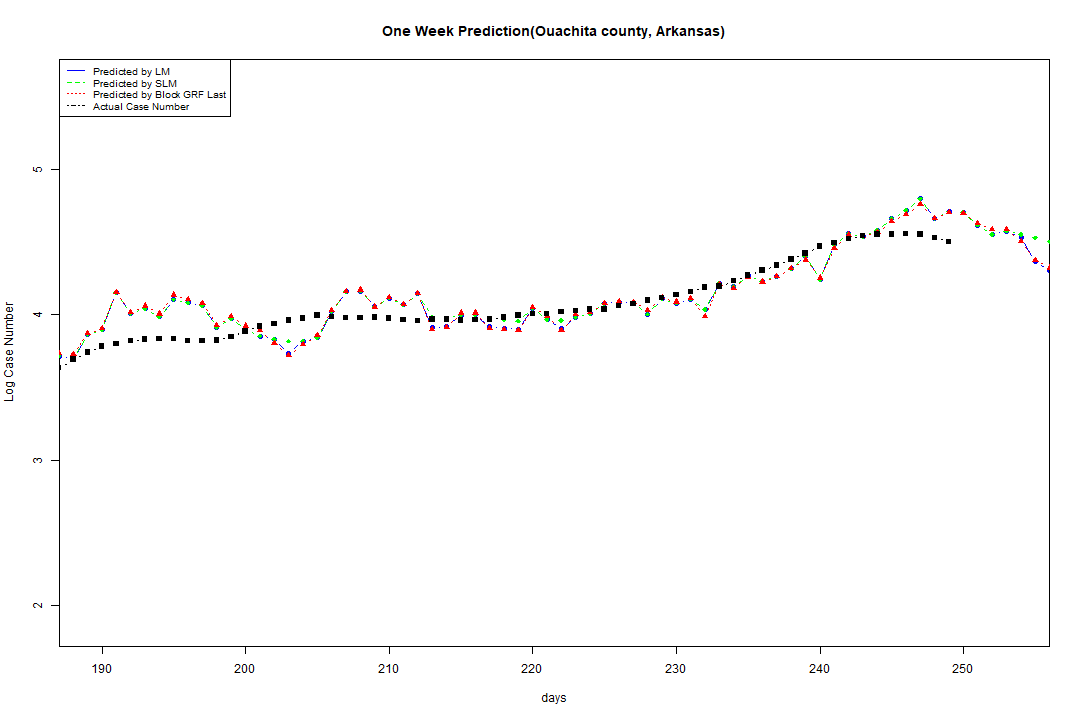 One Week Prediction(Ouachita county, Arkansas)
Predicted by LM
Predicted by SLM
Predicted by Block GRF Last
Actual Case Number
5
4
3
2
Log Case Number
190 200 210 220 230 240 250
days